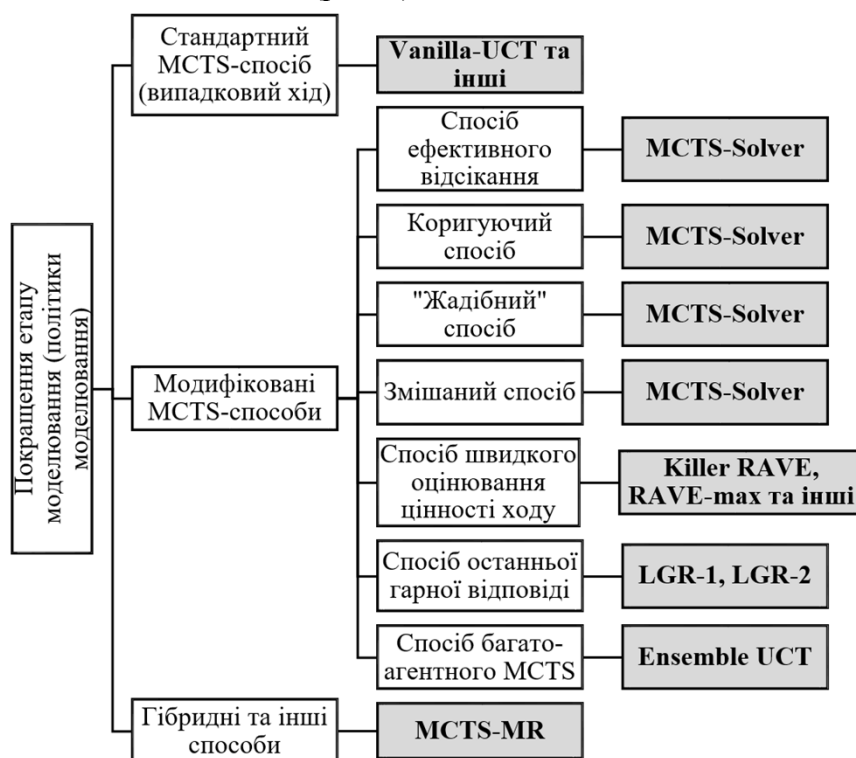 Стандартний
MCTS-спосіб
(випадковий хід)
Vanilla-UCT та
інші
Покращення етапу
моделювання (політики
моделювання)
Модифіковані
MCTS-способи
Спосіб
ефективного
відсікання
MCTS-Solver
Коригуючий
спосіб
MCTS-Solver
"Жадібний"
спосіб
MCTS-Solver
Змішаний спосіб
MCTS-Solver
Спосіб швидкого
оцінювання
цінності ходу
Killer RAVE,
RAVE-max та інші
Спосіб останньої
гарної відповіді
LGR-1, LGR-2
Спосіб багато-
агентного MCTS
Ensemble UCT
Гібридні та інші
способи
MCTS-MR